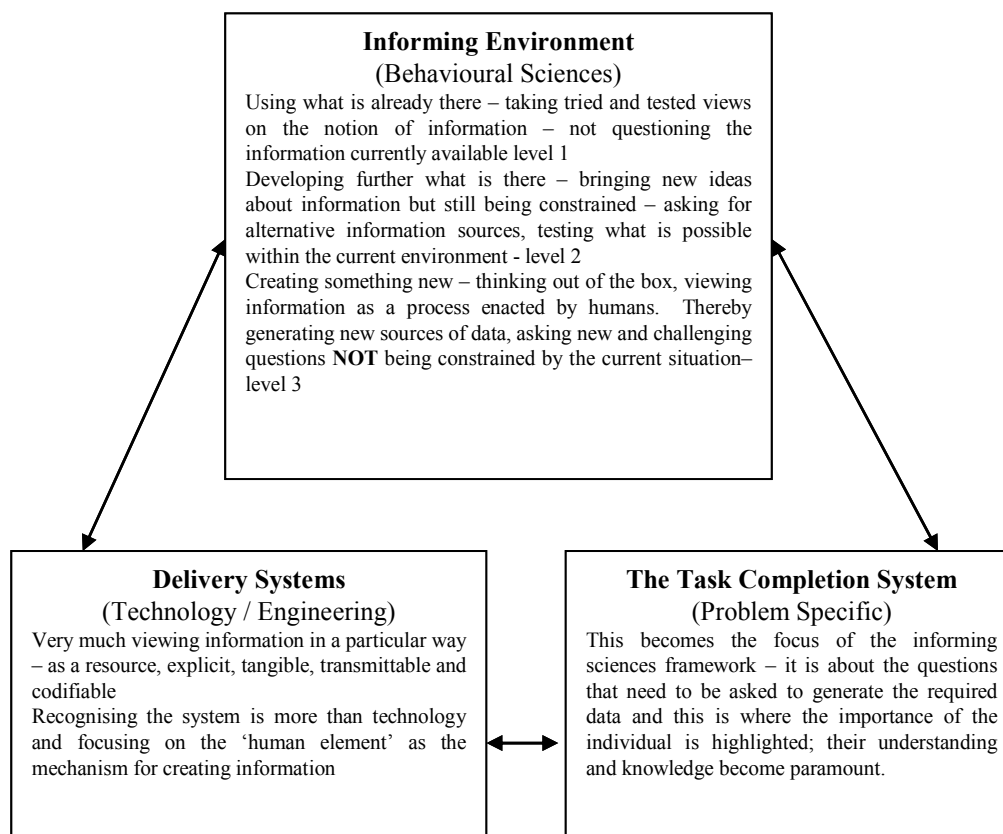 Informing Environment
(Behavioural Sciences)
Using what is already there – taking tried and tested views
on the notion of information – not questioning the
information currently available level 1
Developing further what is there – bringing new ideas
about information but still being constrained – asking for
alternative information sources, testing what is possible
within the current environment - level 2
Creating something new – thinking out of the box, viewing
information as a process enacted by humans. Thereby
generating new sources of data, asking new and challenging
questions NOT being constrained by the current situation–
level 3
Delivery Systems
(Technology / Engineering)
Very much viewing information in a particular way
– as a resource, explicit, tangible, transmittable and
codifiable
Recognising the system is more than technology
and focusing on the ‘human element’ as the
mechanism for creating information
The Task Completion System
(Problem Specific)
This becomes the focus of the informing
sciences framework – it is about the questions
that need to be asked to generate the required
data and this is where the importance of the
individual is highlighted; their understanding
and knowledge become paramount.